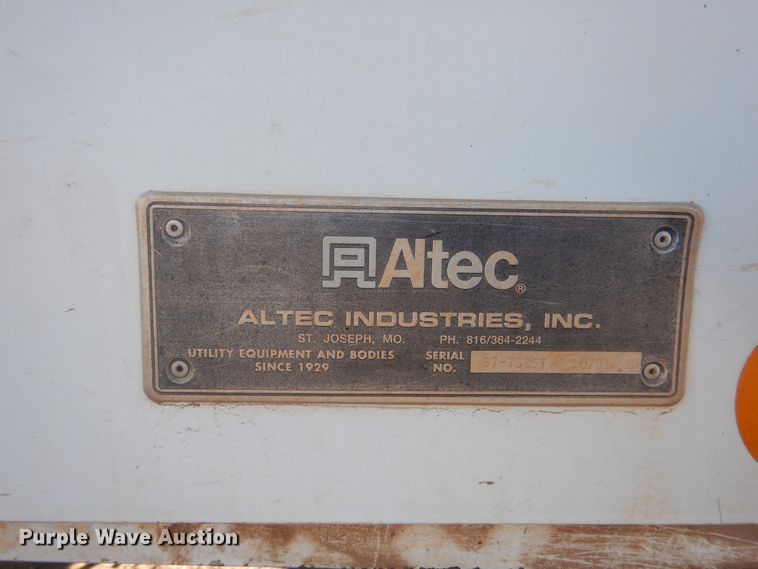 Altec®
ALTEC INDUSTRIES, INC.
ST. JOSEPH, MO. PH. 816/364-2244
UTILITY EQUIPMENT AND BODIES SERIAL
SINCE 1929 NO.
Purple Wave Auction